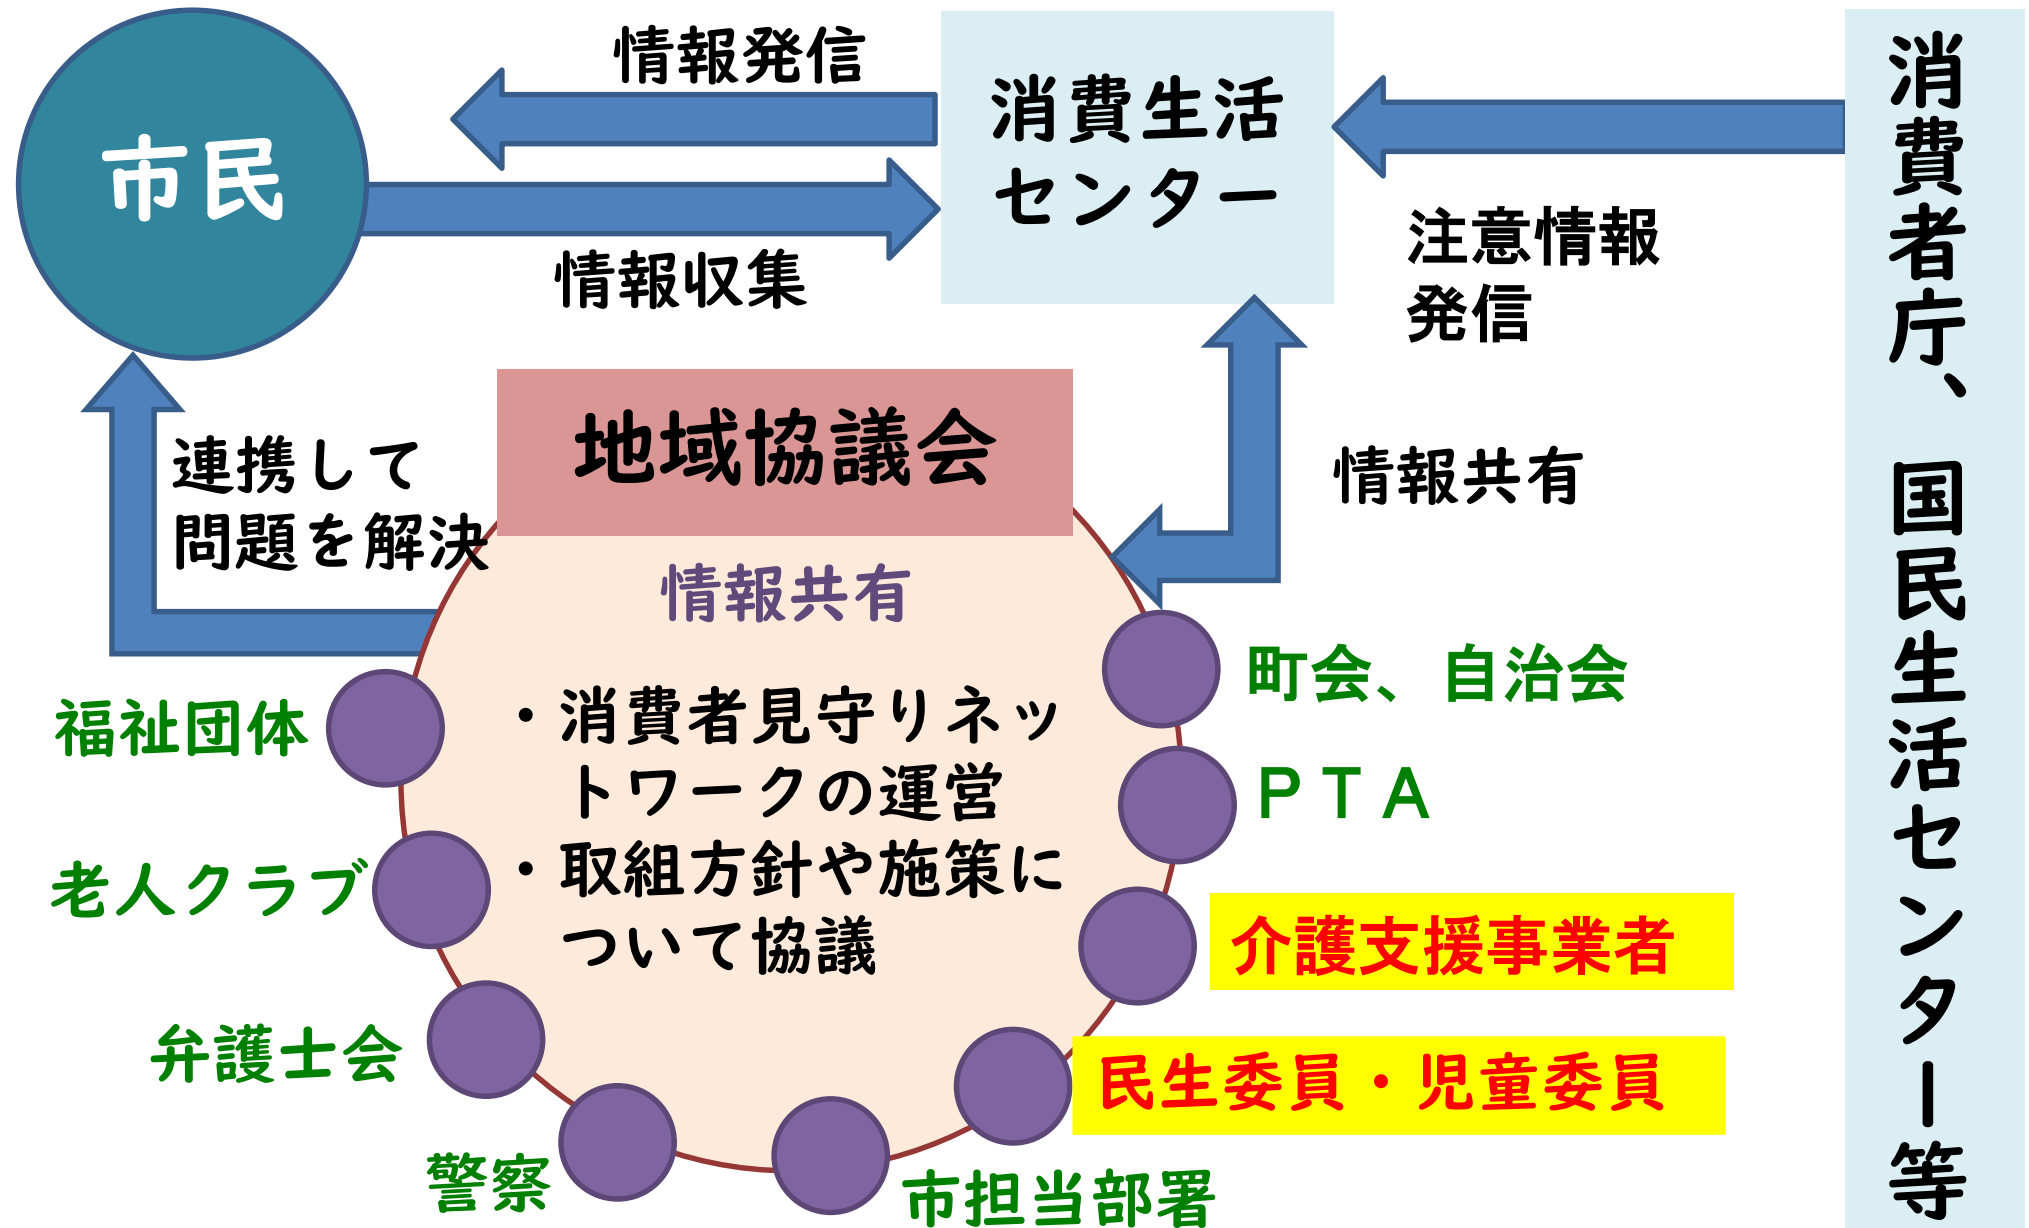 情報発信
市民
消費生活
センター
情報収集
注意情報
発信
消費者庁、国民生活センター等
地域協議会
連携して
問題を解決
情報共有
情報共有
・消費者見守りネッ
トワークの運営
・取組方針や施策に
ついて協議
町会、自治会
ＰＴＡ
介護支援事業者
民生委員・児童委員
市担当部署
警察
弁護士会
老人クラブ
福祉団体